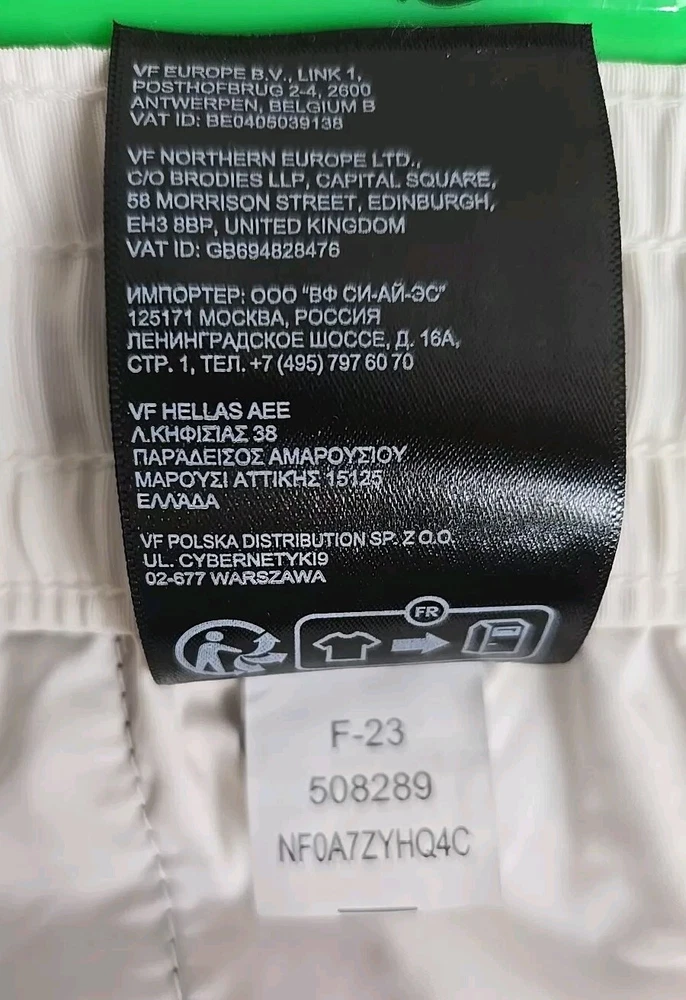 VF EUROPE B.V., LINK 1,
POSTHOFBRUG 2-4, 2600
ANTWERPEN, BELGIUM B
VAT ID: BE0405039138
VF NORTHERN EUROPE LTD.,
C/O BRODIES LLP, CAPITAL SQUARE,
58 MORRISON STREET, EDINBURGH,
EH3 8BP, UNITED KINGDOM
VAT ID: GB694828476
ИМПОРТЕР: ООО "ВФ СИ-АЙ-ЭС"
125171 МОСКВА, РОССИЯ
ЛЕНИНГРАДСКОЕ ШОССЕ, Д. 16А,
СТР. 1, ТЕЛ. +7 (495) 797 60 70
VF HELLAS AEE
Λ.ΚΗΦΙΣΙΑΣ 38
ΠΑΡΆΔΕΙΣΟΣ ΑΜΑΡΟΥΣΙΟΥ
ΜΑΡΟΥΣΙ ΑΤΤΙΚΗΣ 15125
ΕΛΛΆΔΑ
VF POLSKA DISTRIBUTION SP. Z O.O.
UL. CYBERNETYKI9
02-677 WARSZAWA
FR
F-23
508289
NF0A7ZYHQ4C